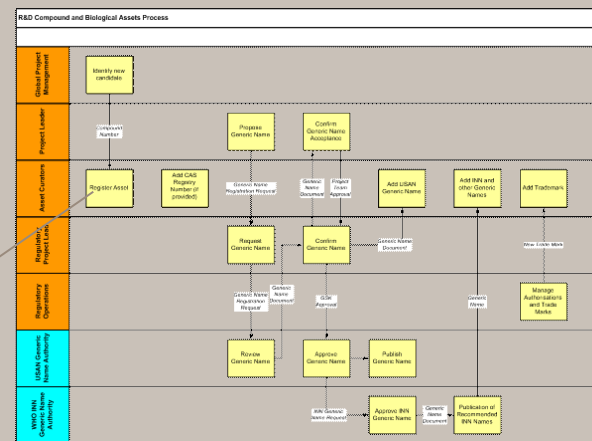 R&D Compound and Biological Assets Process
Global Project
Management
Identify new
candidate
Compound
Number
Project Leader
Propose
Generic Name
Confirm
Generic Name
Acceptance
Generic Name
Registration Request
Generic
Name
Document
Project
Team
Approval
Asset Curators
Register Asset
Add CAS
Registry
Number (if
provided)
Add USAN
Generic Name
Add INN and
other Generic
Names
Add Trademark
Regulatory
Project Lead
Request
Generic Name
Confirm
Generic Name
Generic Name
Document
New Trade Mark
Regulatory
Operations
Generic Name
Registration
Request
Generic
Name
Document
GSK
Approval
Generic
Name
Manage
Authorisations
and Trade
Marks
USAN Generic
Name Authority
Review
Generic Name
Approve
Generic Name
Publish
Generic Name
WHO INN
Generic Name
Authority
INN Generic
Name Request
Approve INN
Generic Name
Generic
Name
Document
Publication of
Recommended
INN Names